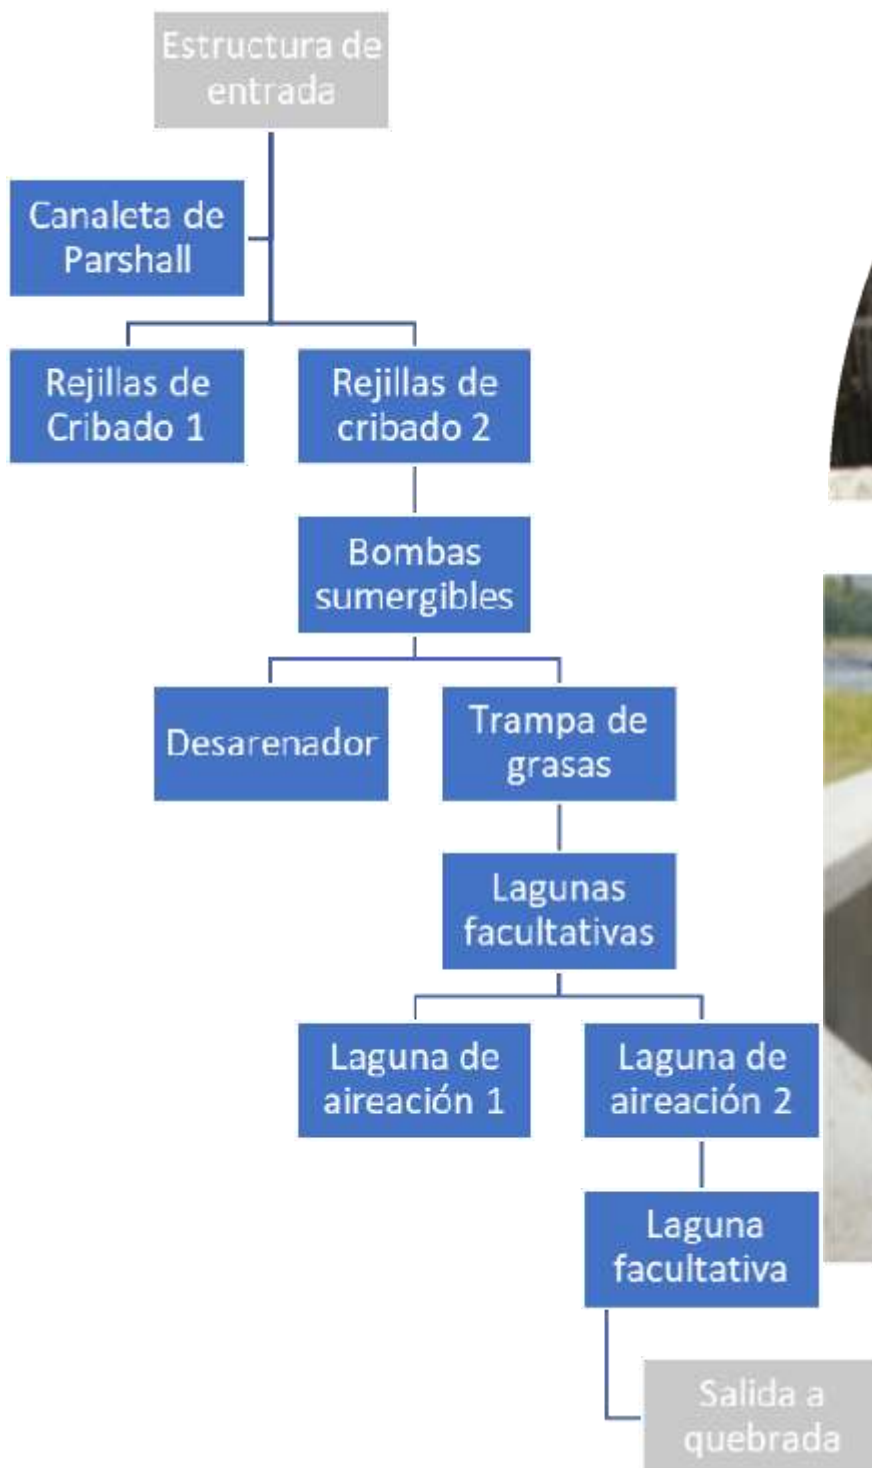 Estructura de
entrada
Canaleta de
Parshall
Rejillas de
Cribado 1
Rejillas de
cribado 2
Bombas
sumergibles
Desarenador
Trampa de
grasas
Lagunas
facultativas
Laguna de
aireación 1
Laguna de
aireación 2
Laguna
facultativa
Salida a
quebrada